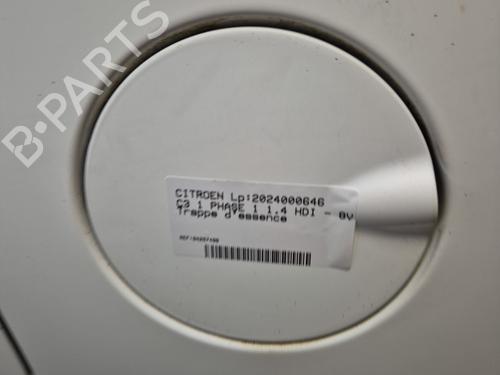 B-PARTS
CITROEN Lp:2024000646
C3 1 PHASE 1 1.4 HDI - 8V
Trappe d'essence